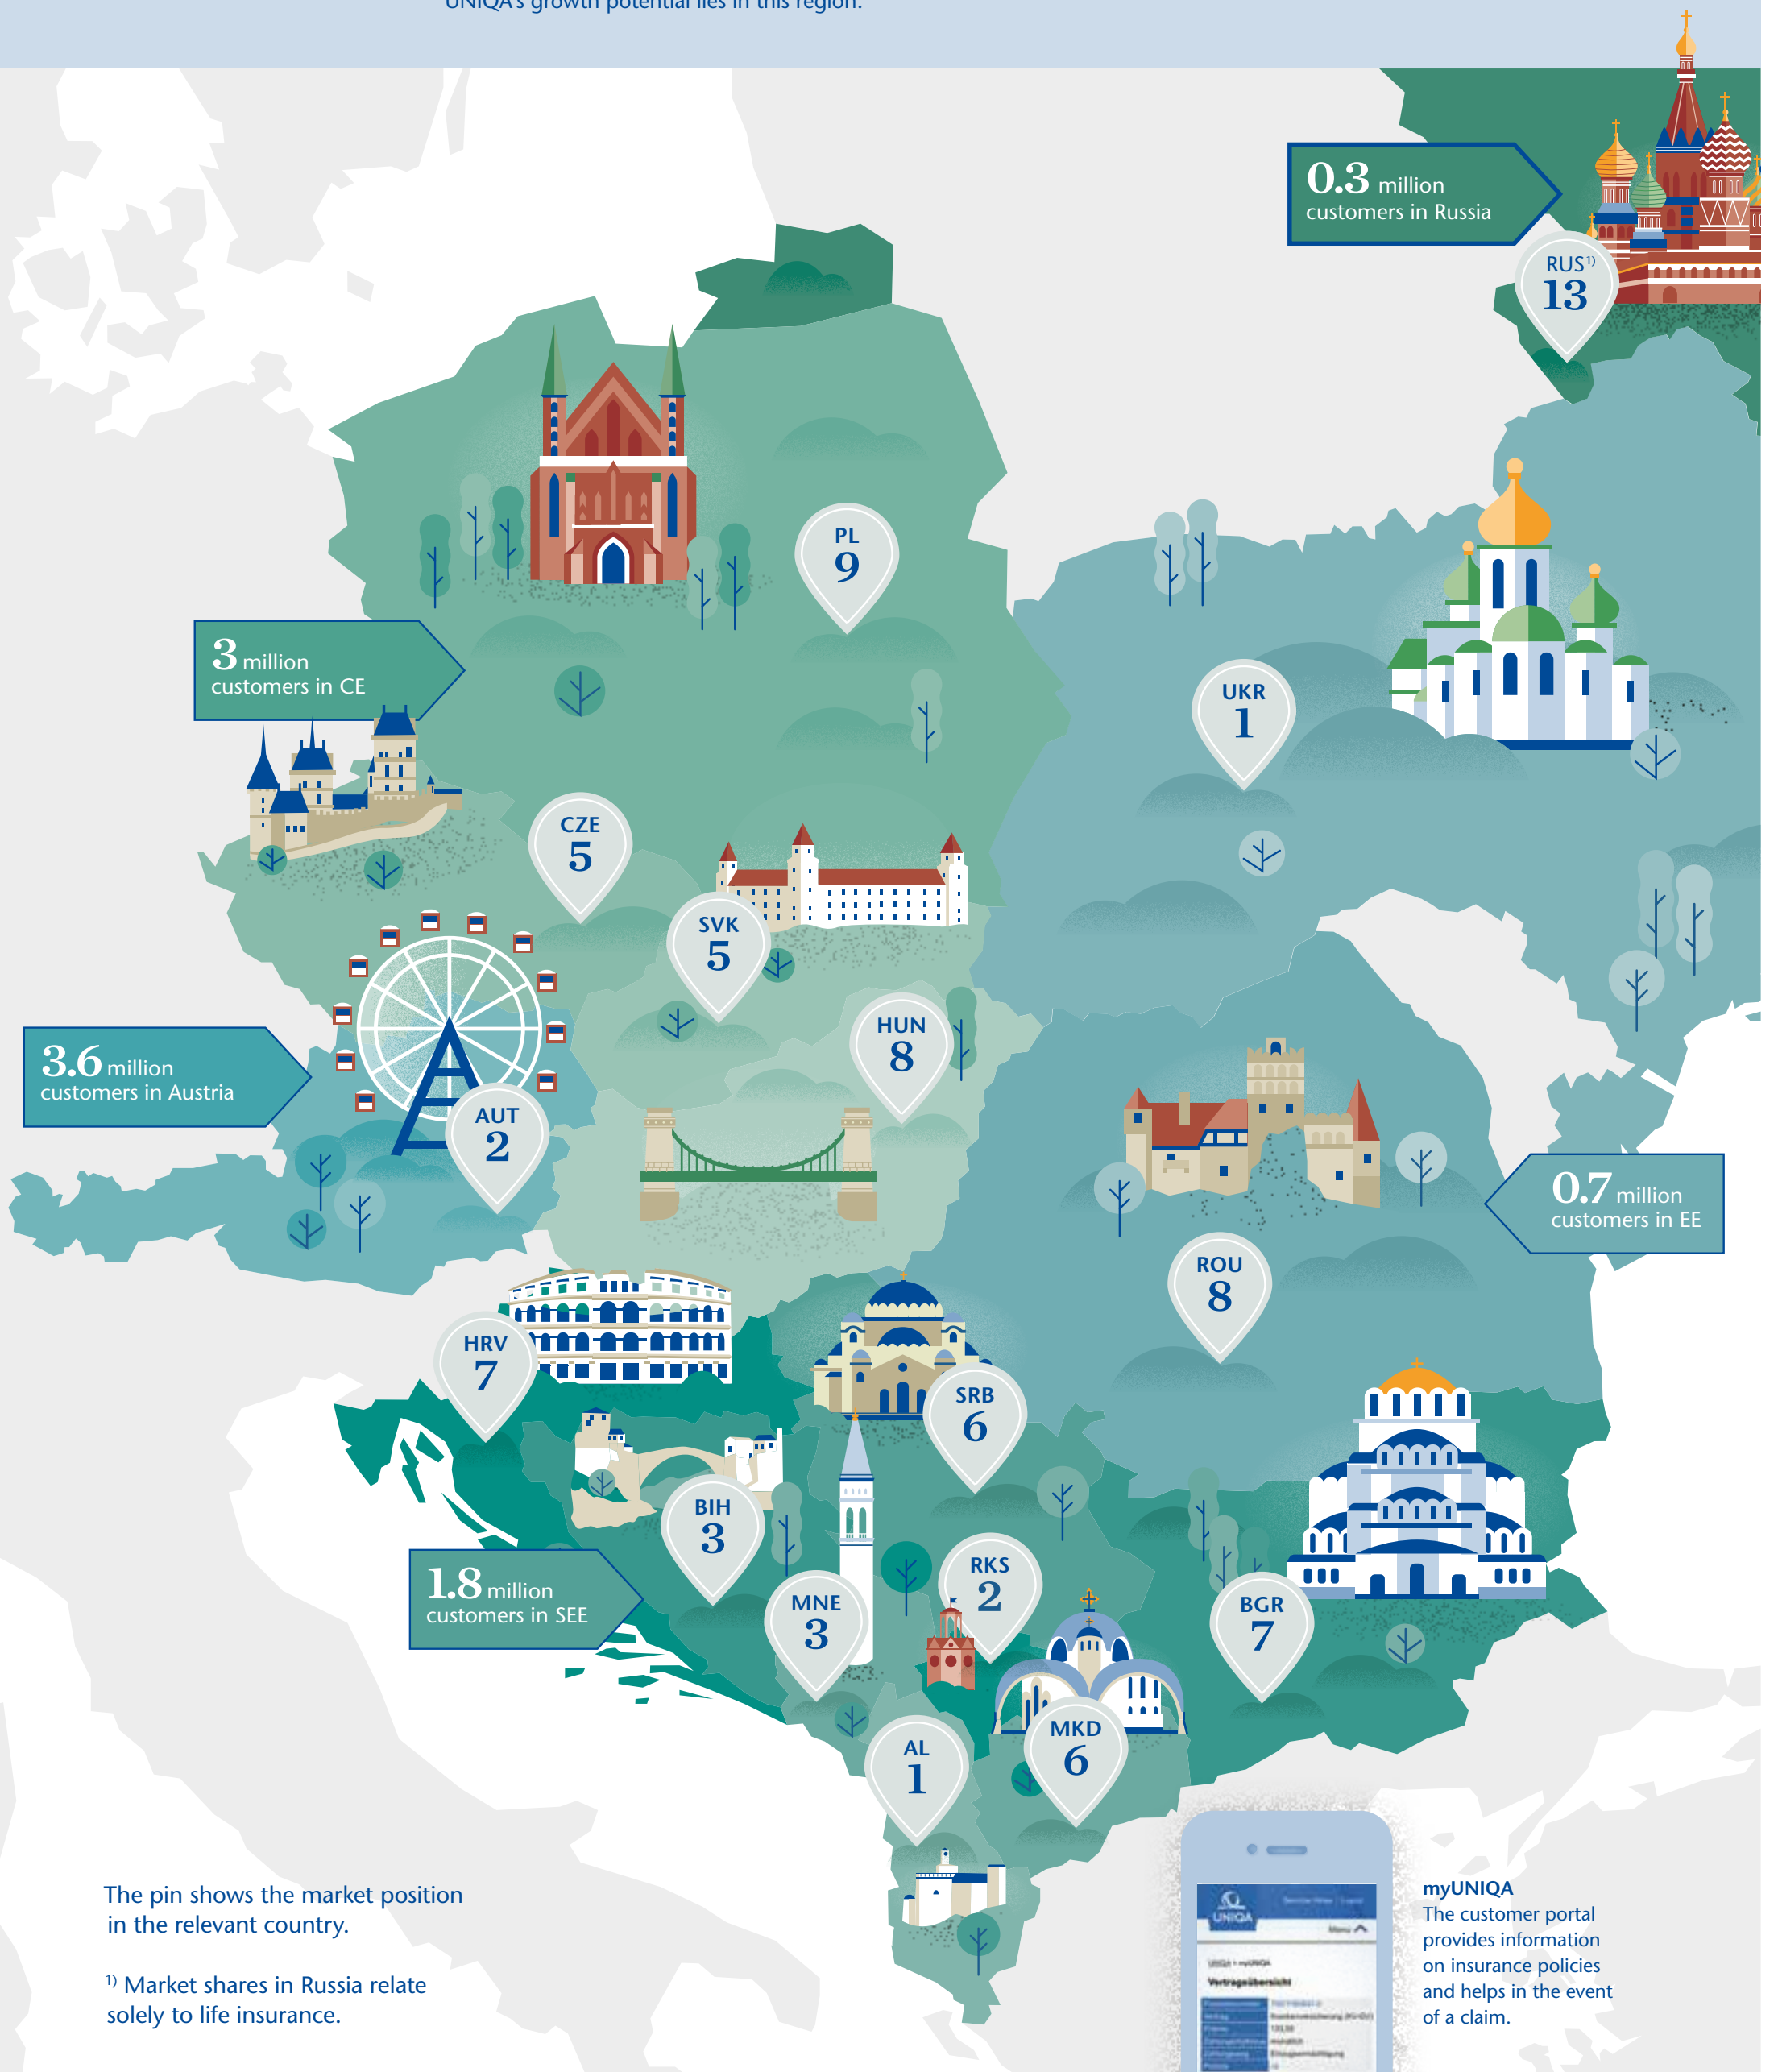 UNIQA's growth potential lies in this region.
0.3 million
customers in Russia
RUS¹⁾
13
PL
9
3 million
customers in CE
UKR
1
CZE
5
SVK
5
HUN
8
3.6 million
customers in Austria
AUT
2
0.7 million
customers in EE
ROU
8
HRV
7
SRB
6
BIH
3
1.8 million
customers in SEE
RKS
2
MNE
3
BGR
7
MKD
6
AL
1
The pin shows the market position
in the relevant country.
¹⁾ Market shares in Russia relate
solely to life insurance.
UNIQA
Menü
Vertragsübersicht
myUNIQA
The customer portal
provides information
on insurance policies
and helps in the event
of a claim.